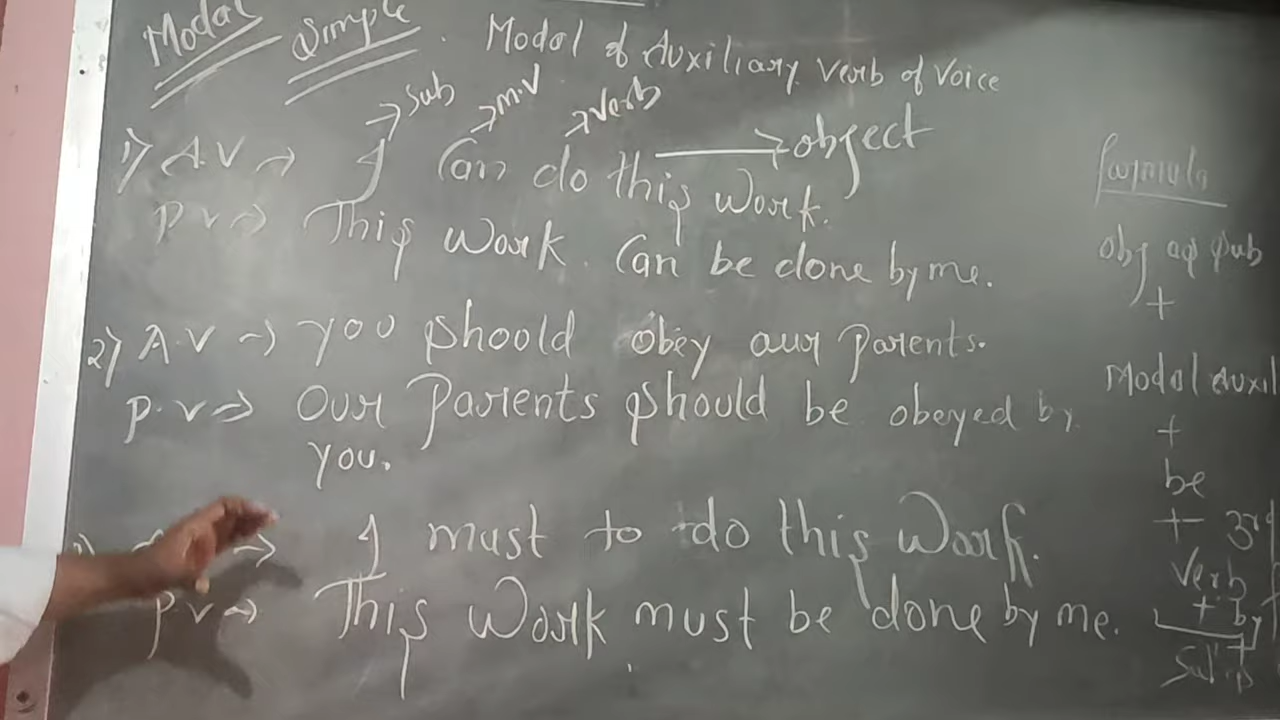 Modal Simple. Modal of Auxiliary Verb of Voice
→ Sub → m.v → Verb
→ object
1) A.V → I Can do this Work.
P V → This Work. Can be done by me.
2) A.V → you should obey our Parents.
P.V → Our Parents should be obeyed by
you.
→ I must to do this Work.
P V → This Work must be done by me.
formula
obj as sub
+
Modal Auxil
+
be
+ 3rd
Verb
+ by
+